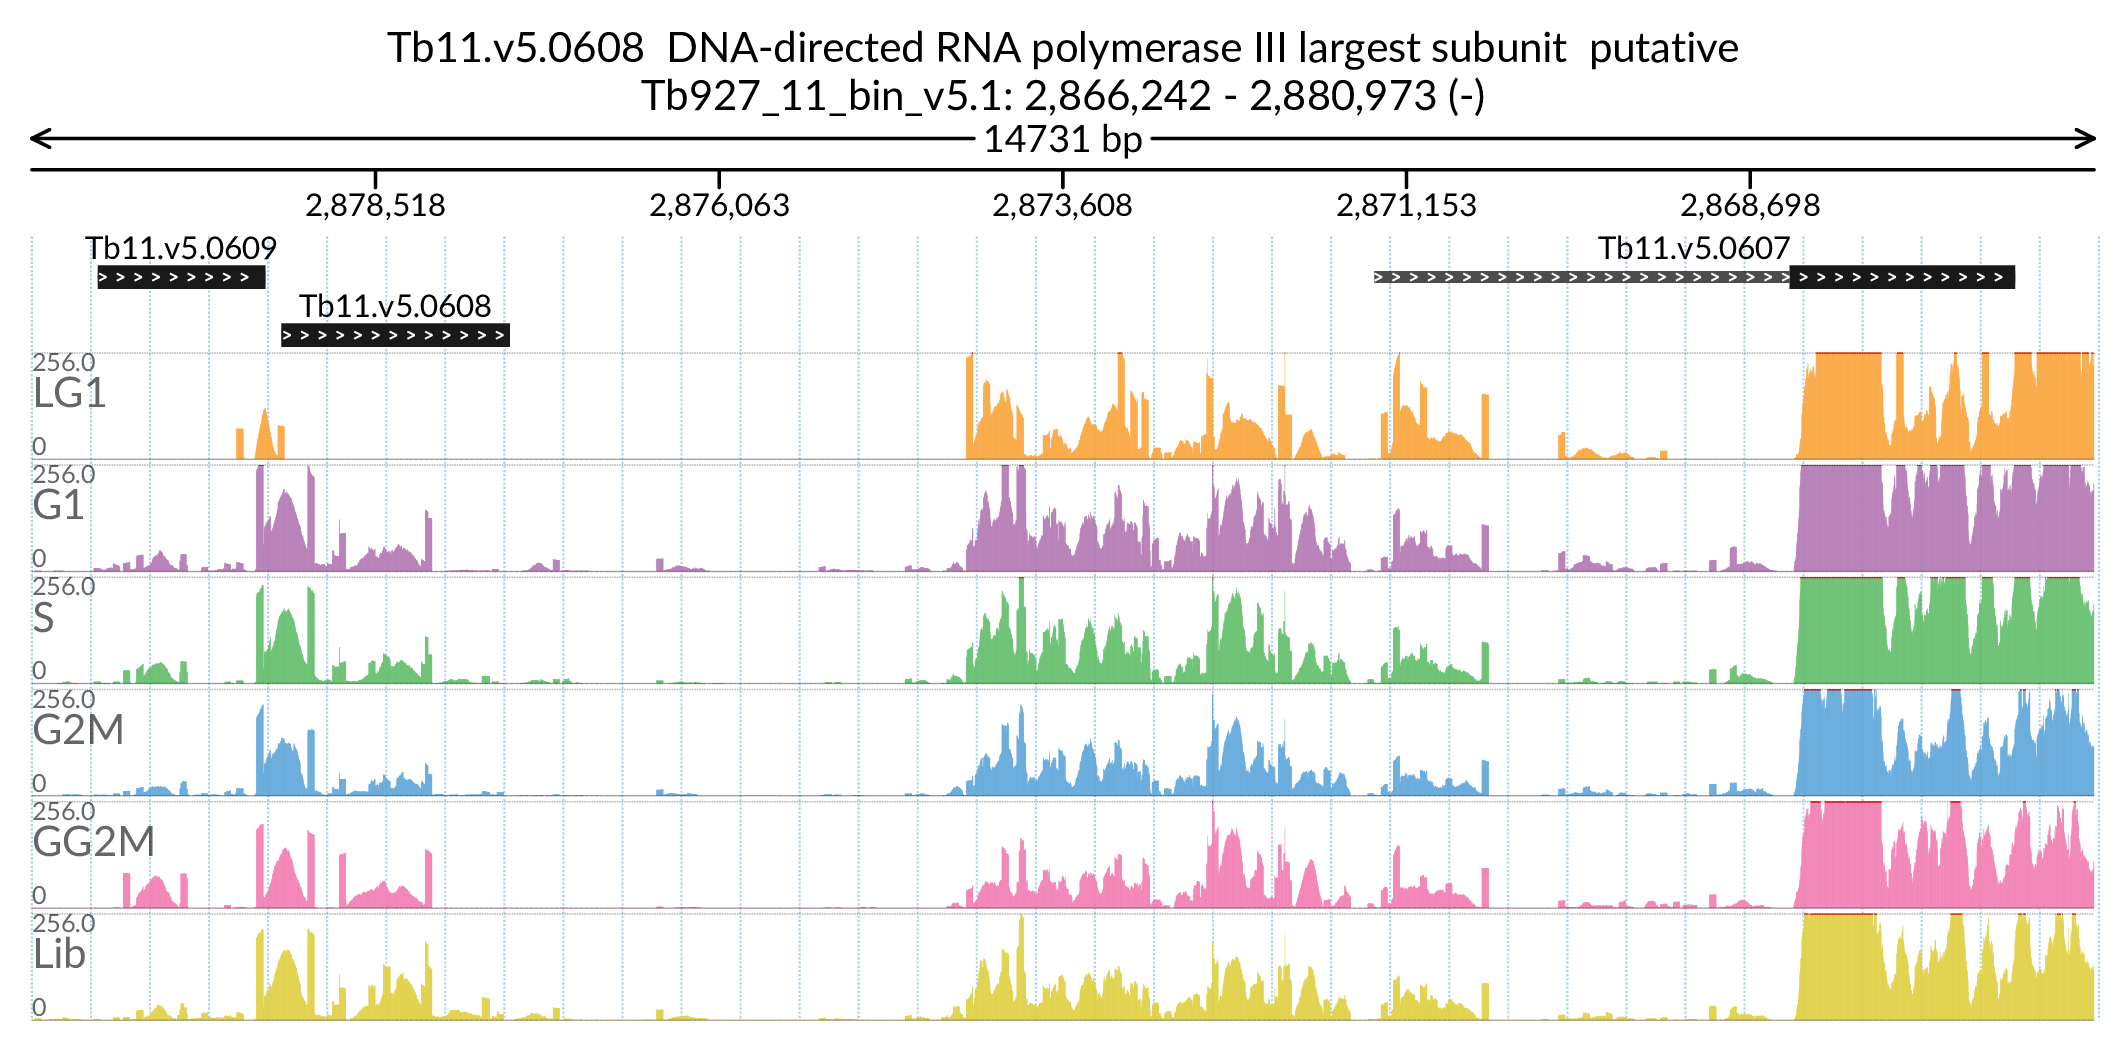 Tb11.v5.0608  DNA-directed RNA polymerase III largest subunit  putative
Tb927_11_bin_v5.1: 2,866,242 - 2,880,973 (-)
14731 bp
2,878,518 2,876,063 2,873,608 2,871,153 2,868,698
Tb11.v5.0609 Tb11.v5.0607
Tb11.v5.0608
256.0
LG1
0
256.0
G1
0
256.0
S
0
256.0
G2M
0
256.0
GG2M
0
256.0
Lib
0